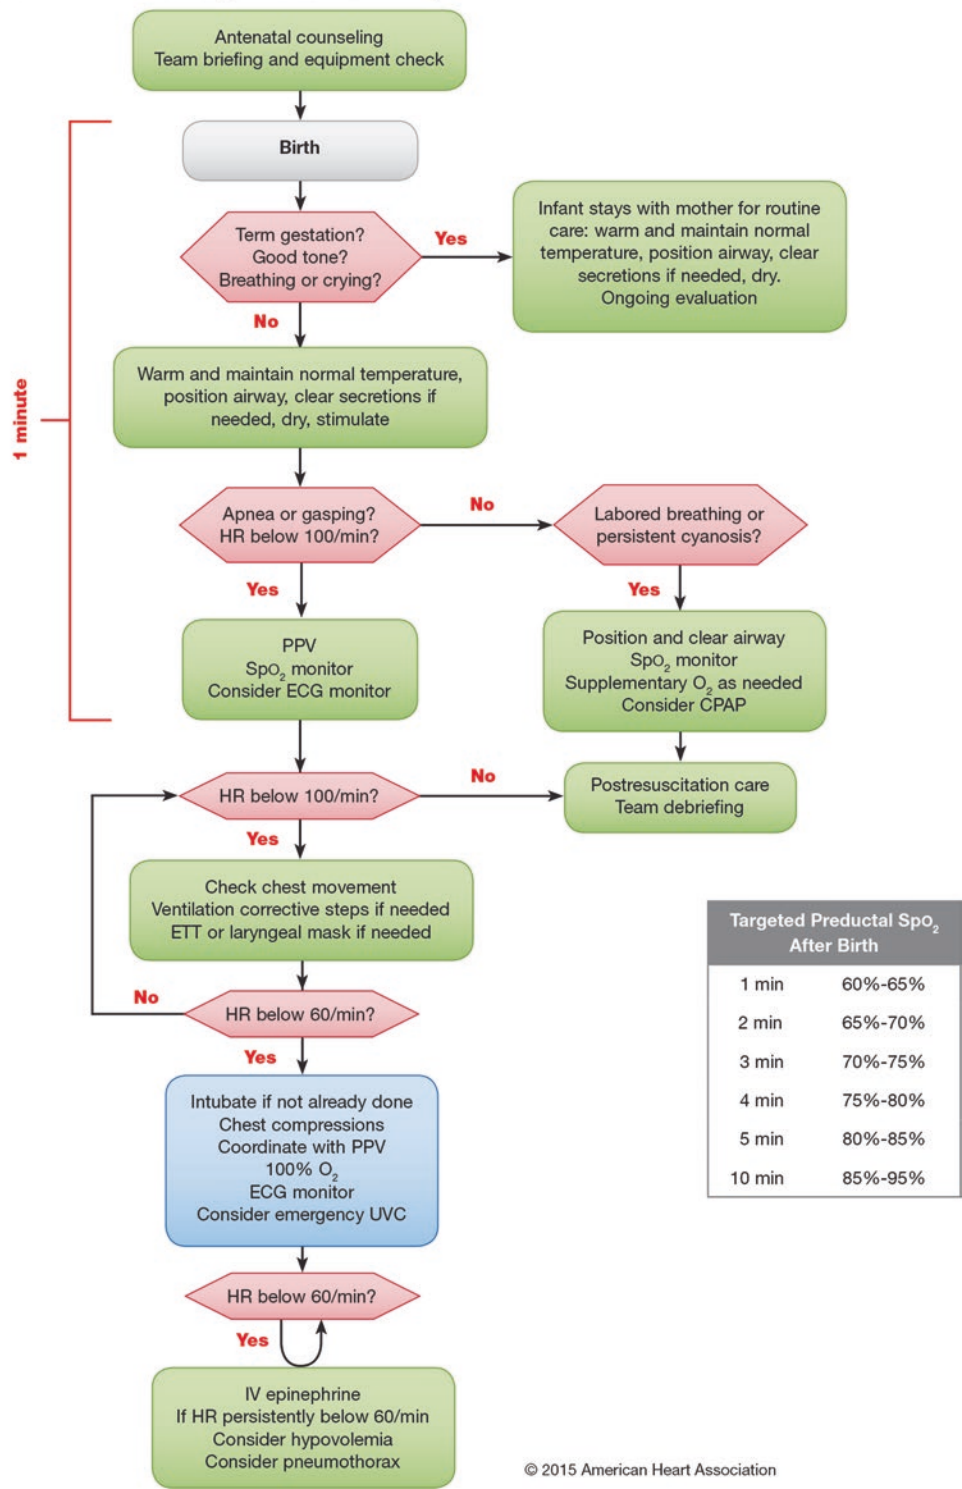 Antenatal counseling
Team briefing and equipment check
Birth
1 minute
Term gestation?
Good tone?
Breathing or crying?
Yes
Infant stays with mother for routine
care: warm and maintain normal
temperature, position airway, clear
secretions if needed, dry.
Ongoing evaluation
No
Warm and maintain normal temperature,
position airway, clear secretions if
needed, dry, stimulate
Apnea or gasping?
HR below 100/min?
No
Labored breathing or
persistent cyanosis?
Yes
Yes
PPV
SpO₂ monitor
Consider ECG monitor
Position and clear airway
SpO₂ monitor
Supplementary O₂ as needed
Consider CPAP
HR below 100/min?
No
Postresuscitation care
Team debriefing
Yes
Check chest movement
Ventilation corrective steps if needed
ETT or laryngeal mask if needed
No
HR below 60/min?
Yes
Intubate if not already done
Chest compressions
Coordinate with PPV
100% O₂
ECG monitor
Consider emergency UVC
HR below 60/min?
Yes
IV epinephrine
If HR persistently below 60/min
Consider hypovolemia
Consider pneumothorax
Targeted Preductal SpO₂
After Birth
1 min 60%-65%
2 min 65%-70%
3 min 70%-75%
4 min 75%-80%
5 min 80%-85%
10 min 85%-95%
© 2015 American Heart Association